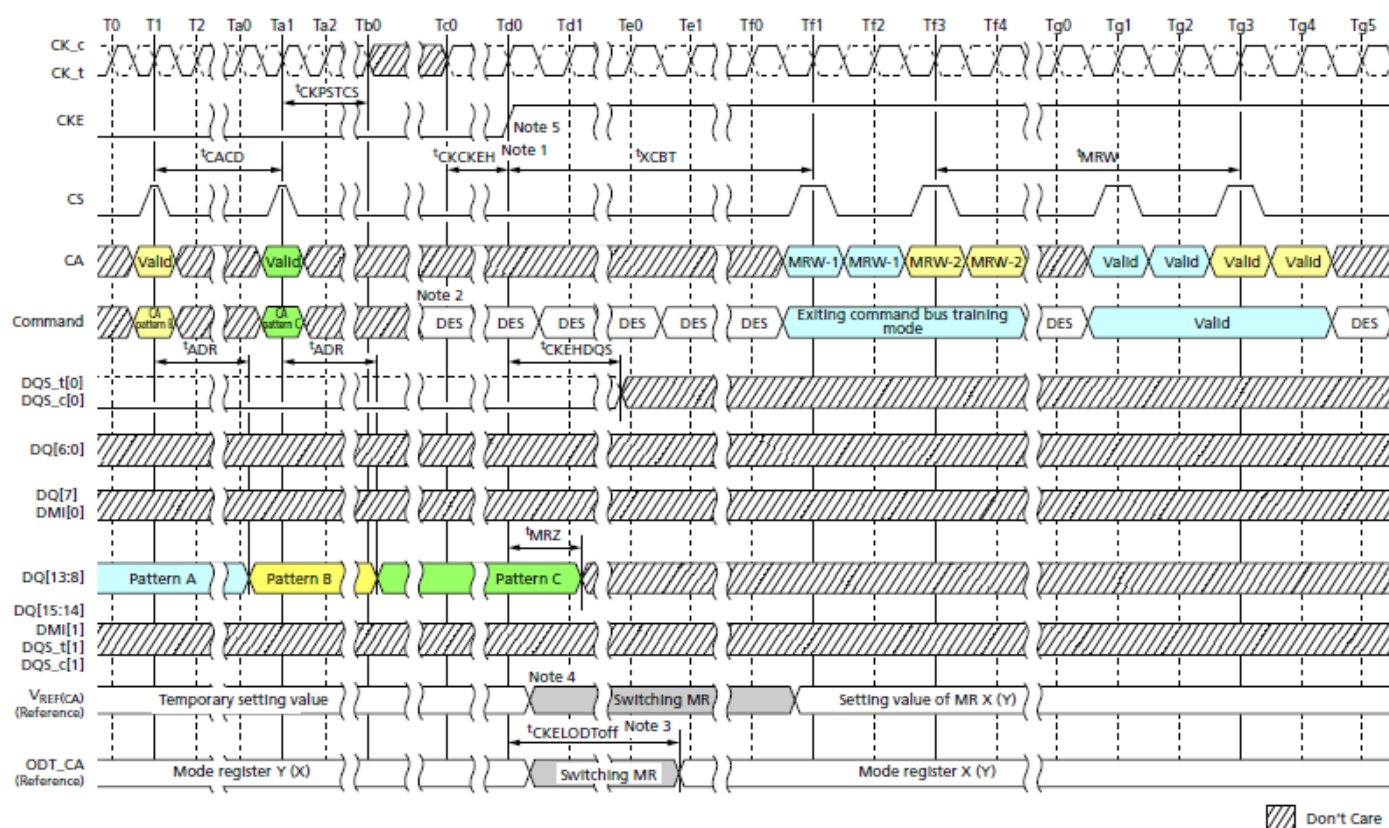 T0 T1 T2 Ta0 Ta1 Ta2 Tb0 Tc0 Td0 Td1 Te0 Te1 Tf0 Tf1 Tf2 Tf3 Tf4 Tg0 Tg1 Tg2 Tg3 Tg4 Tg5
CK_c
CK_t
tCKPSTCS
CKE
Note 5
tCACD tCKCKEH Note 1 tXCBT tMRW
CS
CA Valid Valid MRW-1 MRW-1 MRW-2 MRW-2 Valid Valid Valid Valid
Note 2
Command CA pattern B CA pattern C DES DES DES DES DES DES Exiting command bus training mode DES Valid DES
tADR tADR tCKEHDQS
DQS_t[0]
DQS_c[0]
DQ[6:0]
DQ[7]
DMI[0]
tMRZ
DQ[13:8] Pattern A Pattern B Pattern C
DQ[15:14]
DMI[1]
DQS_t[1]
DQS_c[1]
Note 4
VREF(CA) Temporary setting value Switching MR Setting value of MR X (Y)
(Reference)
tCKELODToff Note 3
ODT_CA Mode register Y (X) Switching MR Mode register X (Y)
(Reference)
Don't Care